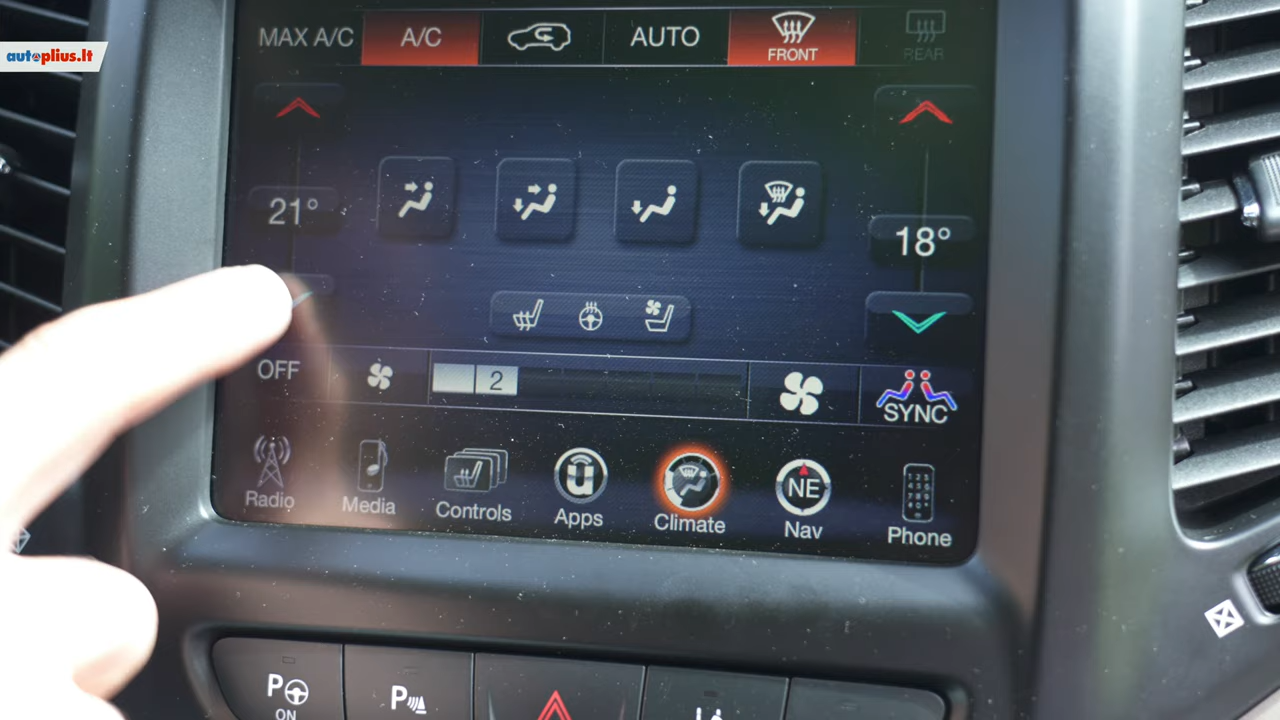 autoplius.lt
MAX A/C A/C AUTO FRONT REAR
21°
18°
OFF 2 SYNC
Radio Media Controls Apps Climate NE Nav Phone
P ON P